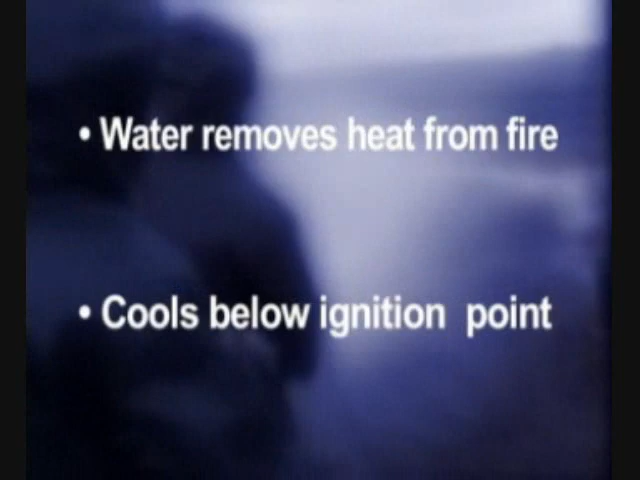 • Water removes heat from fire
• Cools below ignition  point